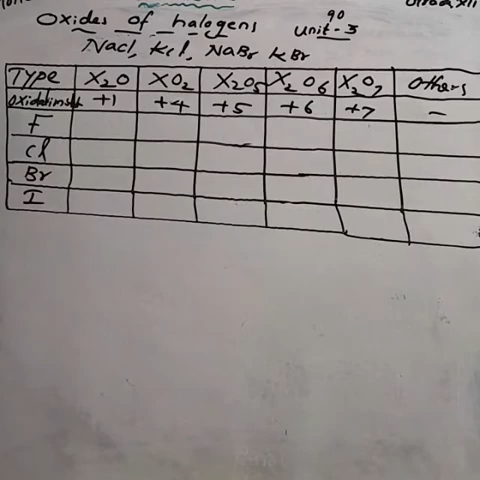 90
Oxides of halogens Unit-3
NaCl, KCl, NaBr KBr
Type X₂O XO₂ X₂O₅ X₂O₆ X₂O₇ Others
+1 +4 +5 +6 +7 -
F
Cl
Br
I